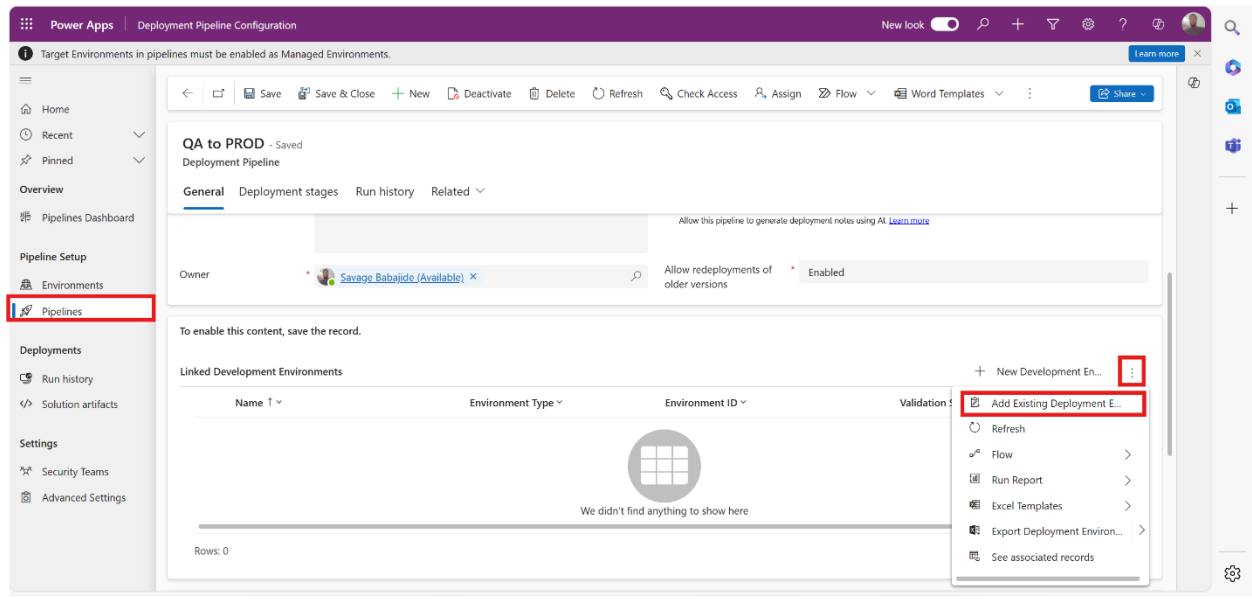 Power Apps Deployment Pipeline Configuration New look
Target Environments in pipelines must be enabled as Managed Environments. Learn more
Home
Recent
Pinned
Overview
Pipelines Dashboard
Pipeline Setup
Environments
Pipelines
Deployments
Run history
Solution artifacts
Settings
Security Teams
Advanced Settings
Save Save & Close New Deactivate Delete Refresh Check Access Assign Flow Word Templates Share
QA to PROD - Saved
Deployment Pipeline
General Deployment stages Run history Related
Allow this pipeline to generate deployment notes using AI. Learn more
Owner * Savage Babajide (Available) Allow redeployments of older versions * Enabled
To enable this content, save the record.
Linked Development Environments New Development En...
Name Environment Type Environment ID Validation S
Add Existing Deployment E...
Refresh
Flow
Run Report
Excel Templates
Export Deployment Environ...
See associated records
We didn't find anything to show here
Rows: 0